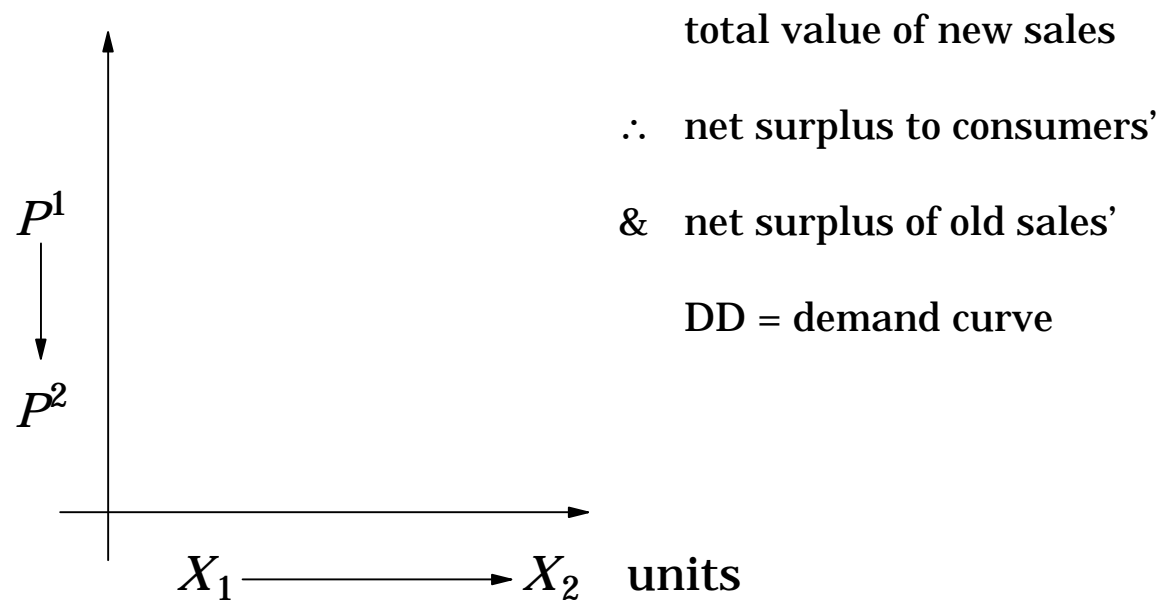 total value of new sales
∴ net surplus to consumers’
& net surplus of old sales’
DD = demand curve
P¹
P²
X₁ X₂ units